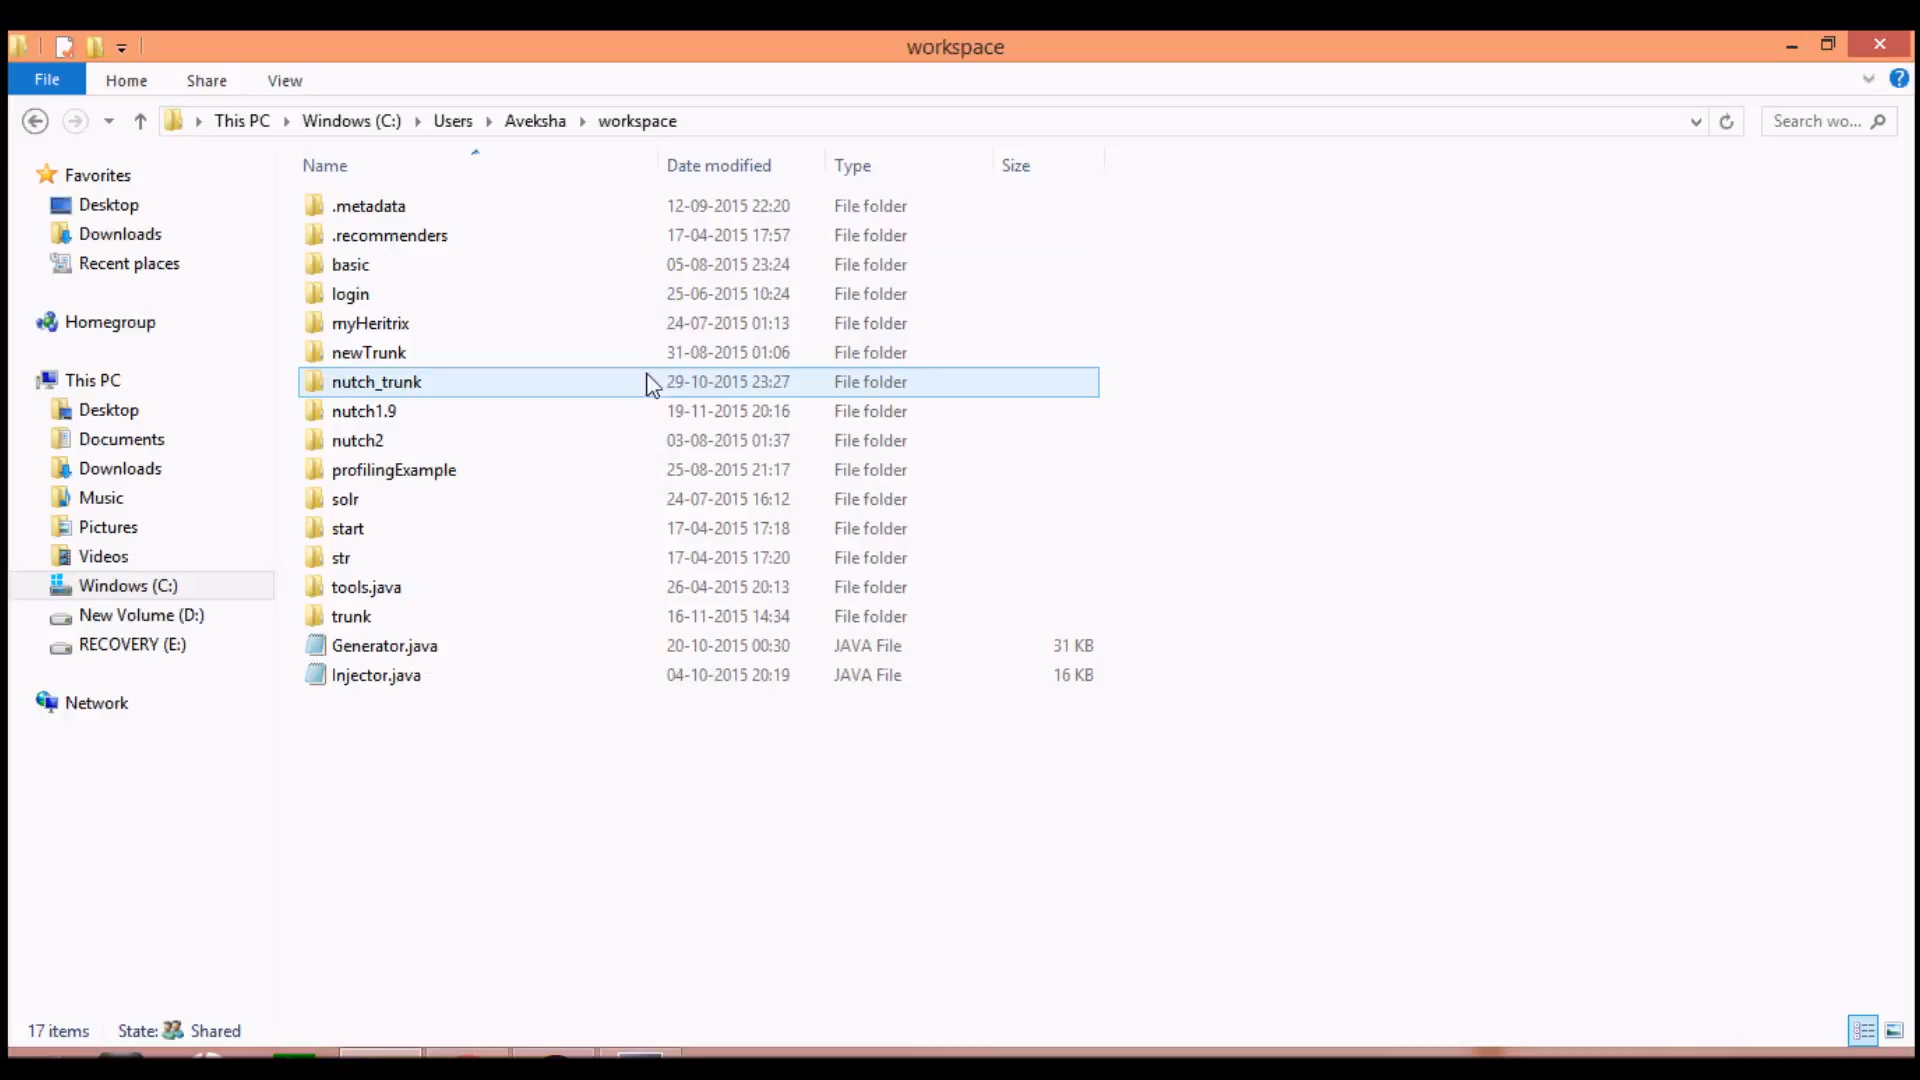 workspace
File Home Share View
This PC Windows (C:) Users Aveksha workspace Search wo...
Name Date modified Type Size
Favorites
Desktop
Downloads
Recent places
Homegroup
This PC
Desktop
Documents
Downloads
Music
Pictures
Videos
Windows (C:)
New Volume (D:)
RECOVERY (E:)
Network
.metadata 12-09-2015 22:20 File folder
.recommenders 17-04-2015 17:57 File folder
basic 05-08-2015 23:24 File folder
login 25-06-2015 10:24 File folder
myHeritrix 24-07-2015 01:13 File folder
newTrunk 31-08-2015 01:06 File folder
nutch_trunk 29-10-2015 23:27 File folder
nutch1.9 19-11-2015 20:16 File folder
nutch2 03-08-2015 01:37 File folder
profilingExample 25-08-2015 21:17 File folder
solr 24-07-2015 16:12 File folder
start 17-04-2015 17:18 File folder
str 17-04-2015 17:20 File folder
tools.java 26-04-2015 20:13 File folder
trunk 16-11-2015 14:34 File folder
Generator.java 20-10-2015 00:30 JAVA File 31 KB
Injector.java 04-10-2015 20:19 JAVA File 16 KB
17 items State: Shared